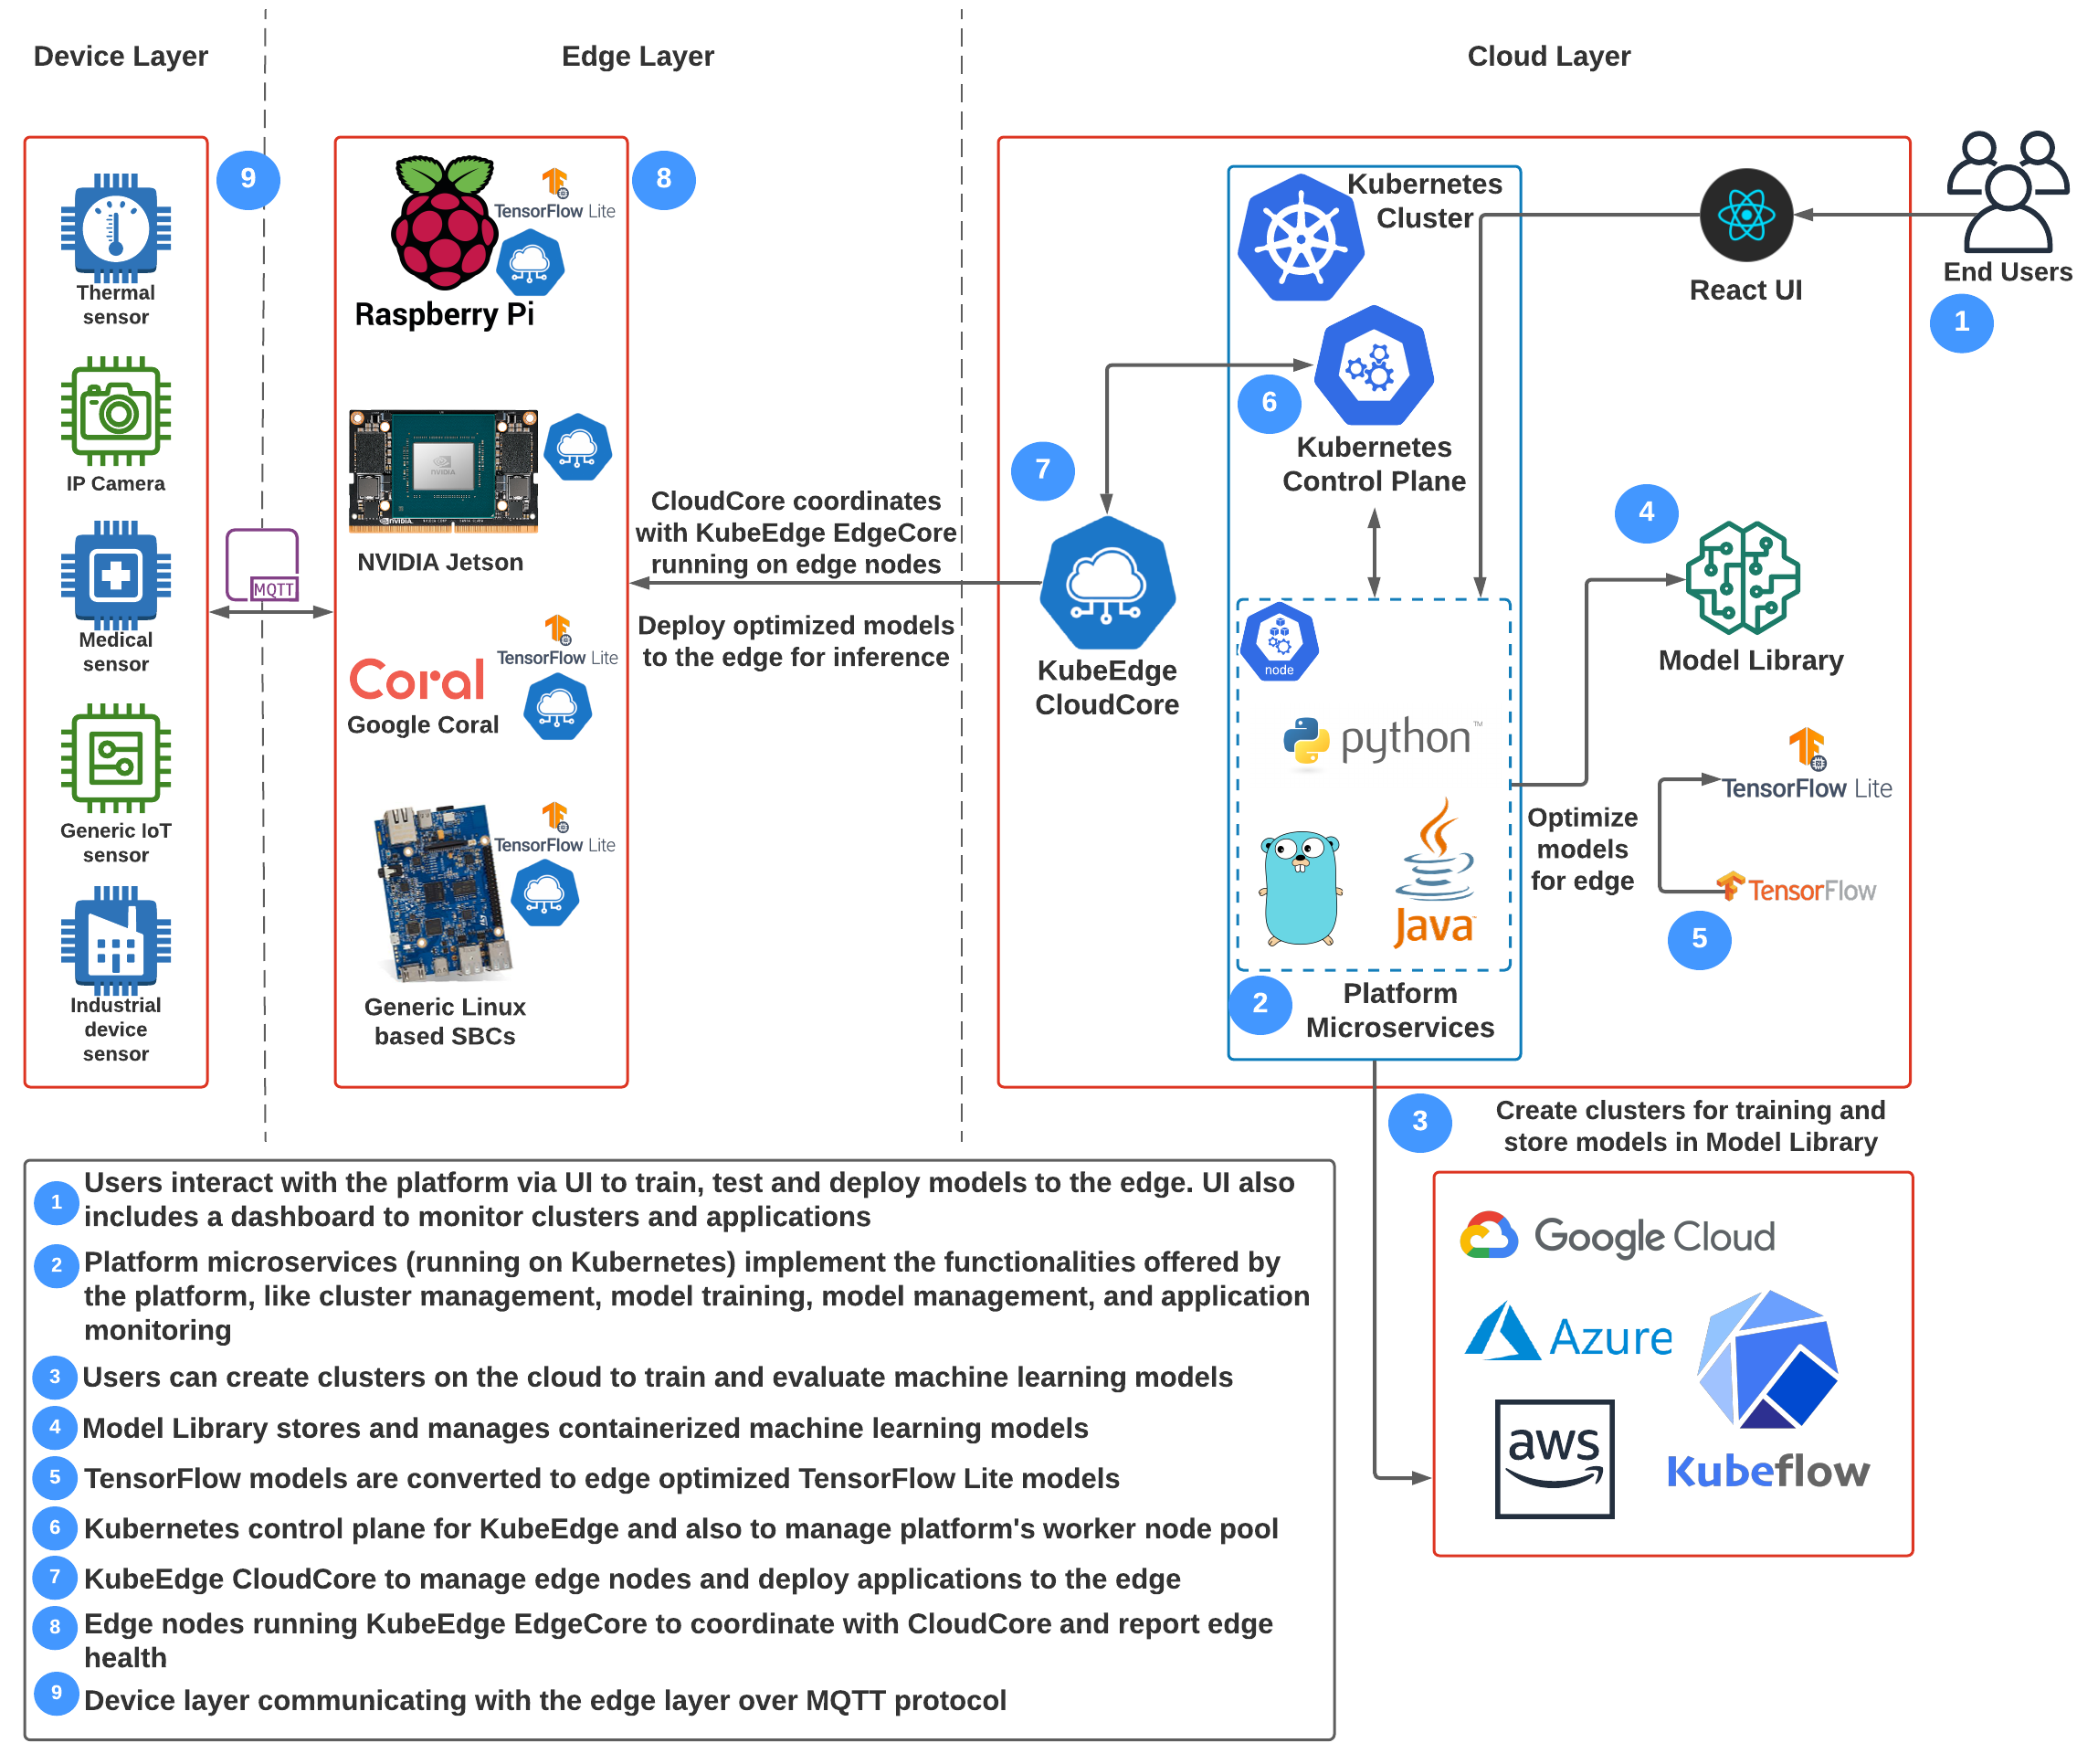 Device Layer
Edge Layer
Cloud Layer
9
8
Thermal
sensor
IP Camera
Medical
sensor
Generic IoT
sensor
Industrial
device
sensor
MQTT
TensorFlow Lite
Raspberry Pi
NVIDIA
NVIDIA
NVIDIA Jetson
TensorFlow Lite
Coral
Google Coral
TensorFlow Lite
Generic Linux
based SBCs
CloudCore coordinates
with KubeEdge EdgeCore
running on edge nodes
Deploy optimized models
to the edge for inference
7
KubeEdge
CloudCore
Kubernetes
Cluster
6
Kubernetes
Control Plane
node
python™
Java™
2
Platform
Microservices
React UI
End Users
1
4
Model Library
Optimize
models
for edge
TensorFlow Lite
TensorFlow
5
3
Create clusters for training and
store models in Model Library
Google Cloud
Azure
aws
Kubeflow
1 Users interact with the platform via UI to train, test and deploy models to the edge. UI also
includes a dashboard to monitor clusters and applications
2 Platform microservices (running on Kubernetes) implement the functionalities offered by
the platform, like cluster management, model training, model management, and application
monitoring
3 Users can create clusters on the cloud to train and evaluate machine learning models
4 Model Library stores and manages containerized machine learning models
5 TensorFlow models are converted to edge optimized TensorFlow Lite models
6 Kubernetes control plane for KubeEdge and also to manage platform's worker node pool
7 KubeEdge CloudCore to manage edge nodes and deploy applications to the edge
8 Edge nodes running KubeEdge EdgeCore to coordinate with CloudCore and report edge
health
9 Device layer communicating with the edge layer over MQTT protocol